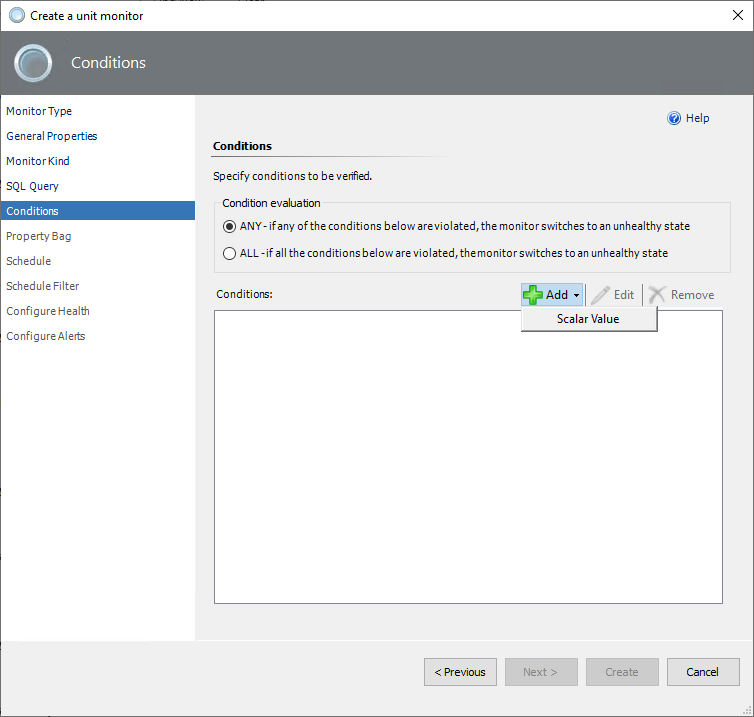 Create a unit monitor
Conditions
Monitor Type
General Properties
Monitor Kind
SQL Query
Conditions
Property Bag
Schedule
Schedule Filter
Configure Health
Configure Alerts
Help
Conditions
Specify conditions to be verified.
Condition evaluation
ANY - if any of the conditions below are violated, the monitor switches to an unhealthy state
ALL - if all the conditions below are violated, the monitor switches to an unhealthy state
Conditions:
Add
Edit
Remove
Scalar Value
< Previous
Next >
Create
Cancel